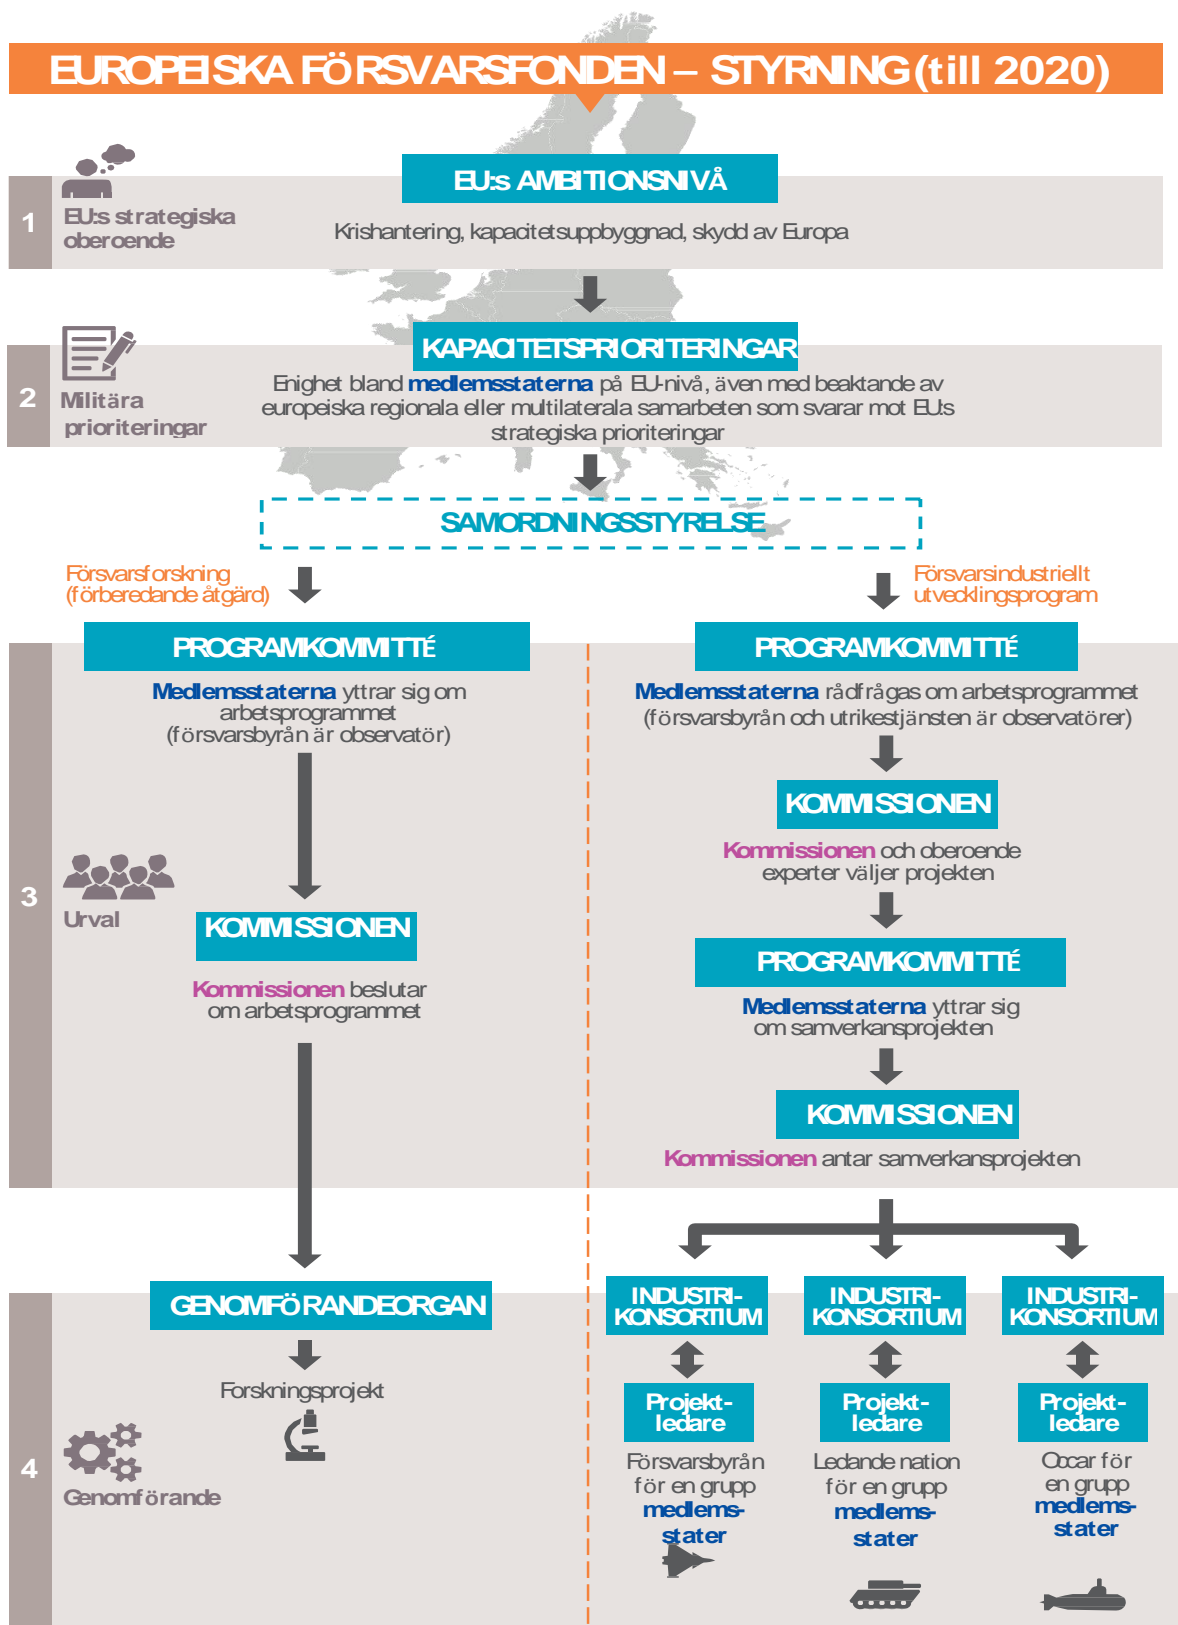 EUROPEISKA FÖRSVARSFONDEN – STYRNING (till 2020)
EU:s AMBITIONSNIVÅ
1
EU:s strategiska
oberoende
Krishantering, kapacitetsuppbyggnad, skydd av Europa
KAPACITETSPRIORITERINGAR
2
Militära
prioriteringar
Enighet bland medlemsstaterna på EU-nivå, även med beaktande av
europeiska regionala eller multilaterala samarbeten som svarar mot EU:s
strategiska prioriteringar
SAMORDNINGSSTYRELSE
Försvarsforskning
(förberedande åtgärd)
Försvarsindustriellt
utvecklingsprogram
3
Urval
PROGRAMKOMMITTÉ
Medlemsstaterna yttrar sig om
arbetsprogrammet
(försvarsbyrån är observatör)
KOMMISSIONEN
Kommissionen beslutar
om arbetsprogrammet
PROGRAMKOMMITTÉ
Medlemsstaterna rådfrågas om arbetsprogrammet
(försvarsbyrån och utrikestjänsten är observatörer)
KOMMISSIONEN
Kommissionen och oberoende
experter väljer projekten
PROGRAMKOMMITTÉ
Medlemsstaterna yttrar sig
om samverkansprojekten
KOMMISSIONEN
Kommissionen antar samverkansprojekten
4
Genomförande
GENOMFÖRANDEORGAN
Forskningsprojekt
INDUSTRI-
KONSORTIUM
Projekt-
ledare
Försvarsbyrån
för en grupp
medlems-
stater
INDUSTRI-
KONSORTIUM
Projekt-
ledare
Ledande nation
för en grupp
medlems-
stater
INDUSTRI-
KONSORTIUM
Projekt-
ledare
Occar för
en grupp
medlems-
stater